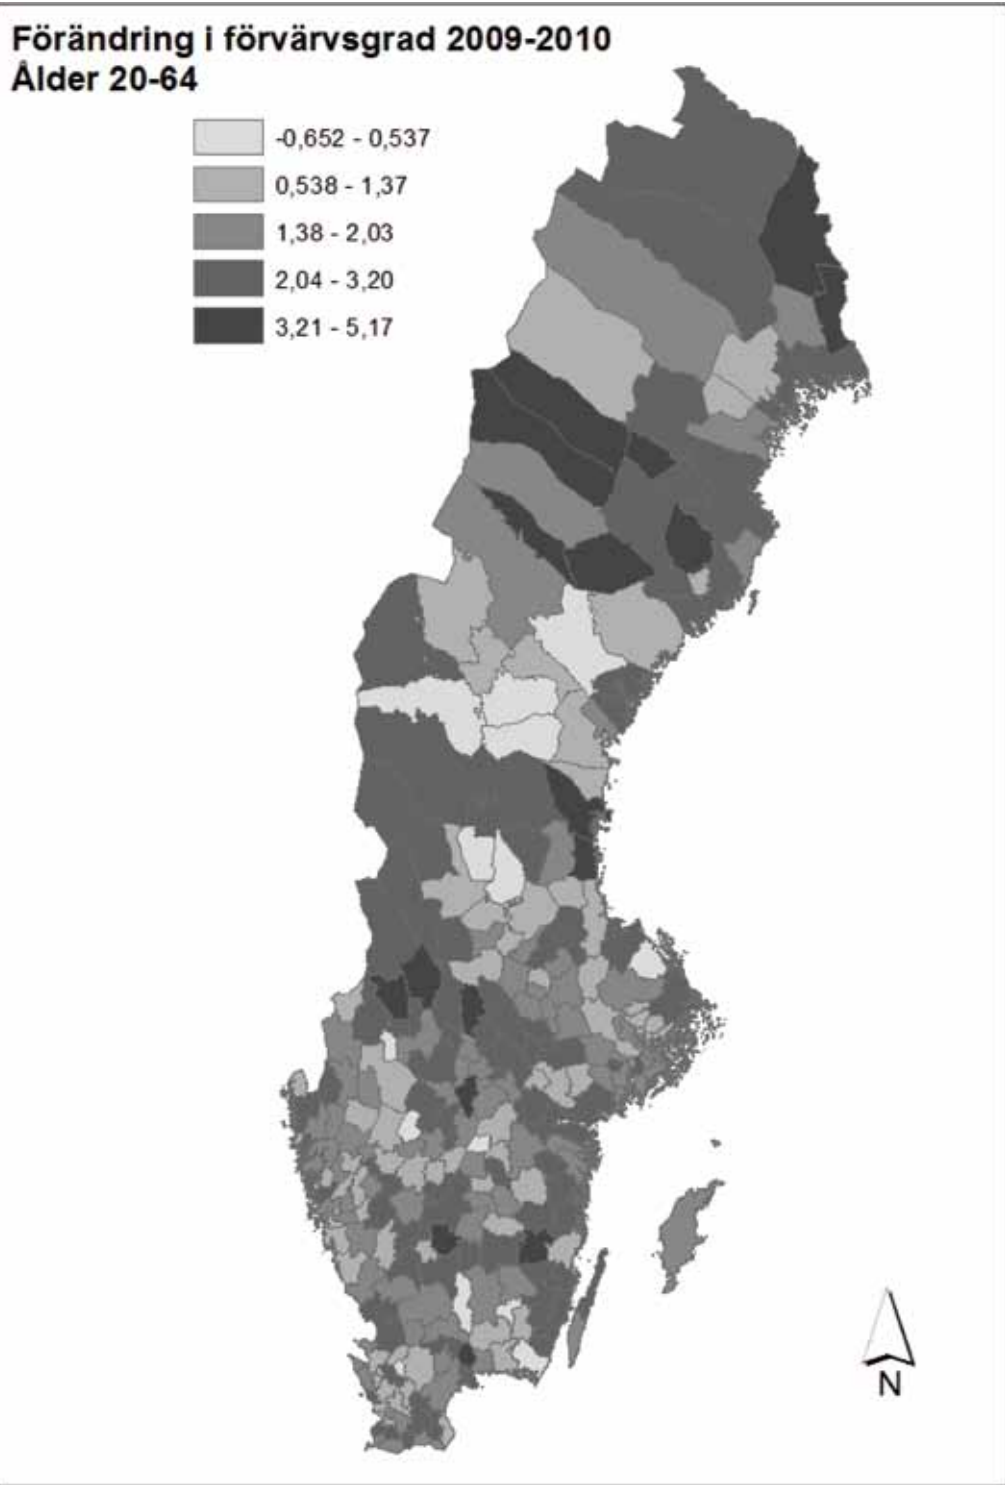 Förändring i förvärvsgrad 2009-2010
Ålder 20-64
-0,652 - 0,537
0,538 - 1,37
1,38 - 2,03
2,04 - 3,20
3,21 - 5,17
N